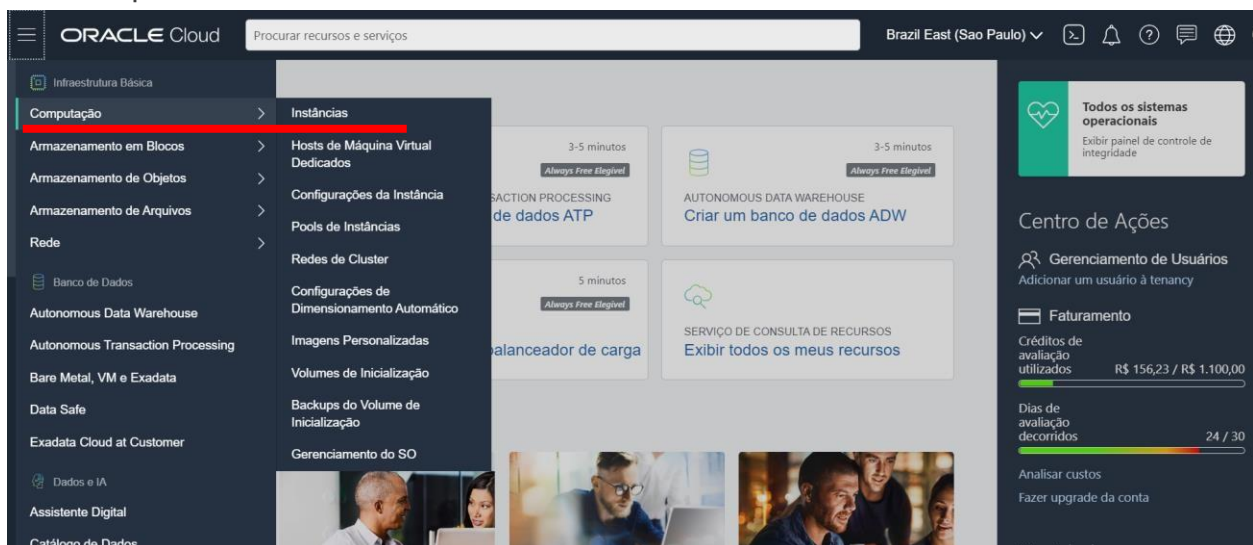 ORACLE Cloud
Procurar recursos e serviços
Brazil East (Sao Paulo)
Infraestrutura Básica
Computação
Armazenamento em Blocos
Armazenamento de Objetos
Armazenamento de Arquivos
Rede
Banco de Dados
Autonomous Data Warehouse
Autonomous Transaction Processing
Bare Metal, VM e Exadata
Data Safe
Exadata Cloud at Customer
Dados e IA
Assistente Digital
Catálogo de Dados
Instâncias
Hosts de Máquina Virtual
Dedicados
Configurações da Instância
Pools de Instâncias
Redes de Cluster
Configurações de
Dimensionamento Automático
Imagens Personalizadas
Volumes de Inicialização
Backups do Volume de
Inicialização
Gerenciamento do SO
3-5 minutos
Always Free Elegível
SACTION PROCESSING
de dados ATP
3-5 minutos
Always Free Elegível
AUTONOMOUS DATA WAREHOUSE
Criar um banco de dados ADW
5 minutos
Always Free Elegível
balanceador de carga
SERVIÇO DE CONSULTA DE RECURSOS
Exibir todos os meus recursos
Todos os sistemas
operacionais
Exibir painel de controle de
integridade
Centro de Ações
Gerenciamento de Usuários
Adicionar um usuário à tenancy
Faturamento
Créditos de
avaliação
utilizados R$ 156,23 / R$ 1.100,00
Dias de
avaliação
decorridos 24 / 30
Analisar custos
Fazer upgrade da conta